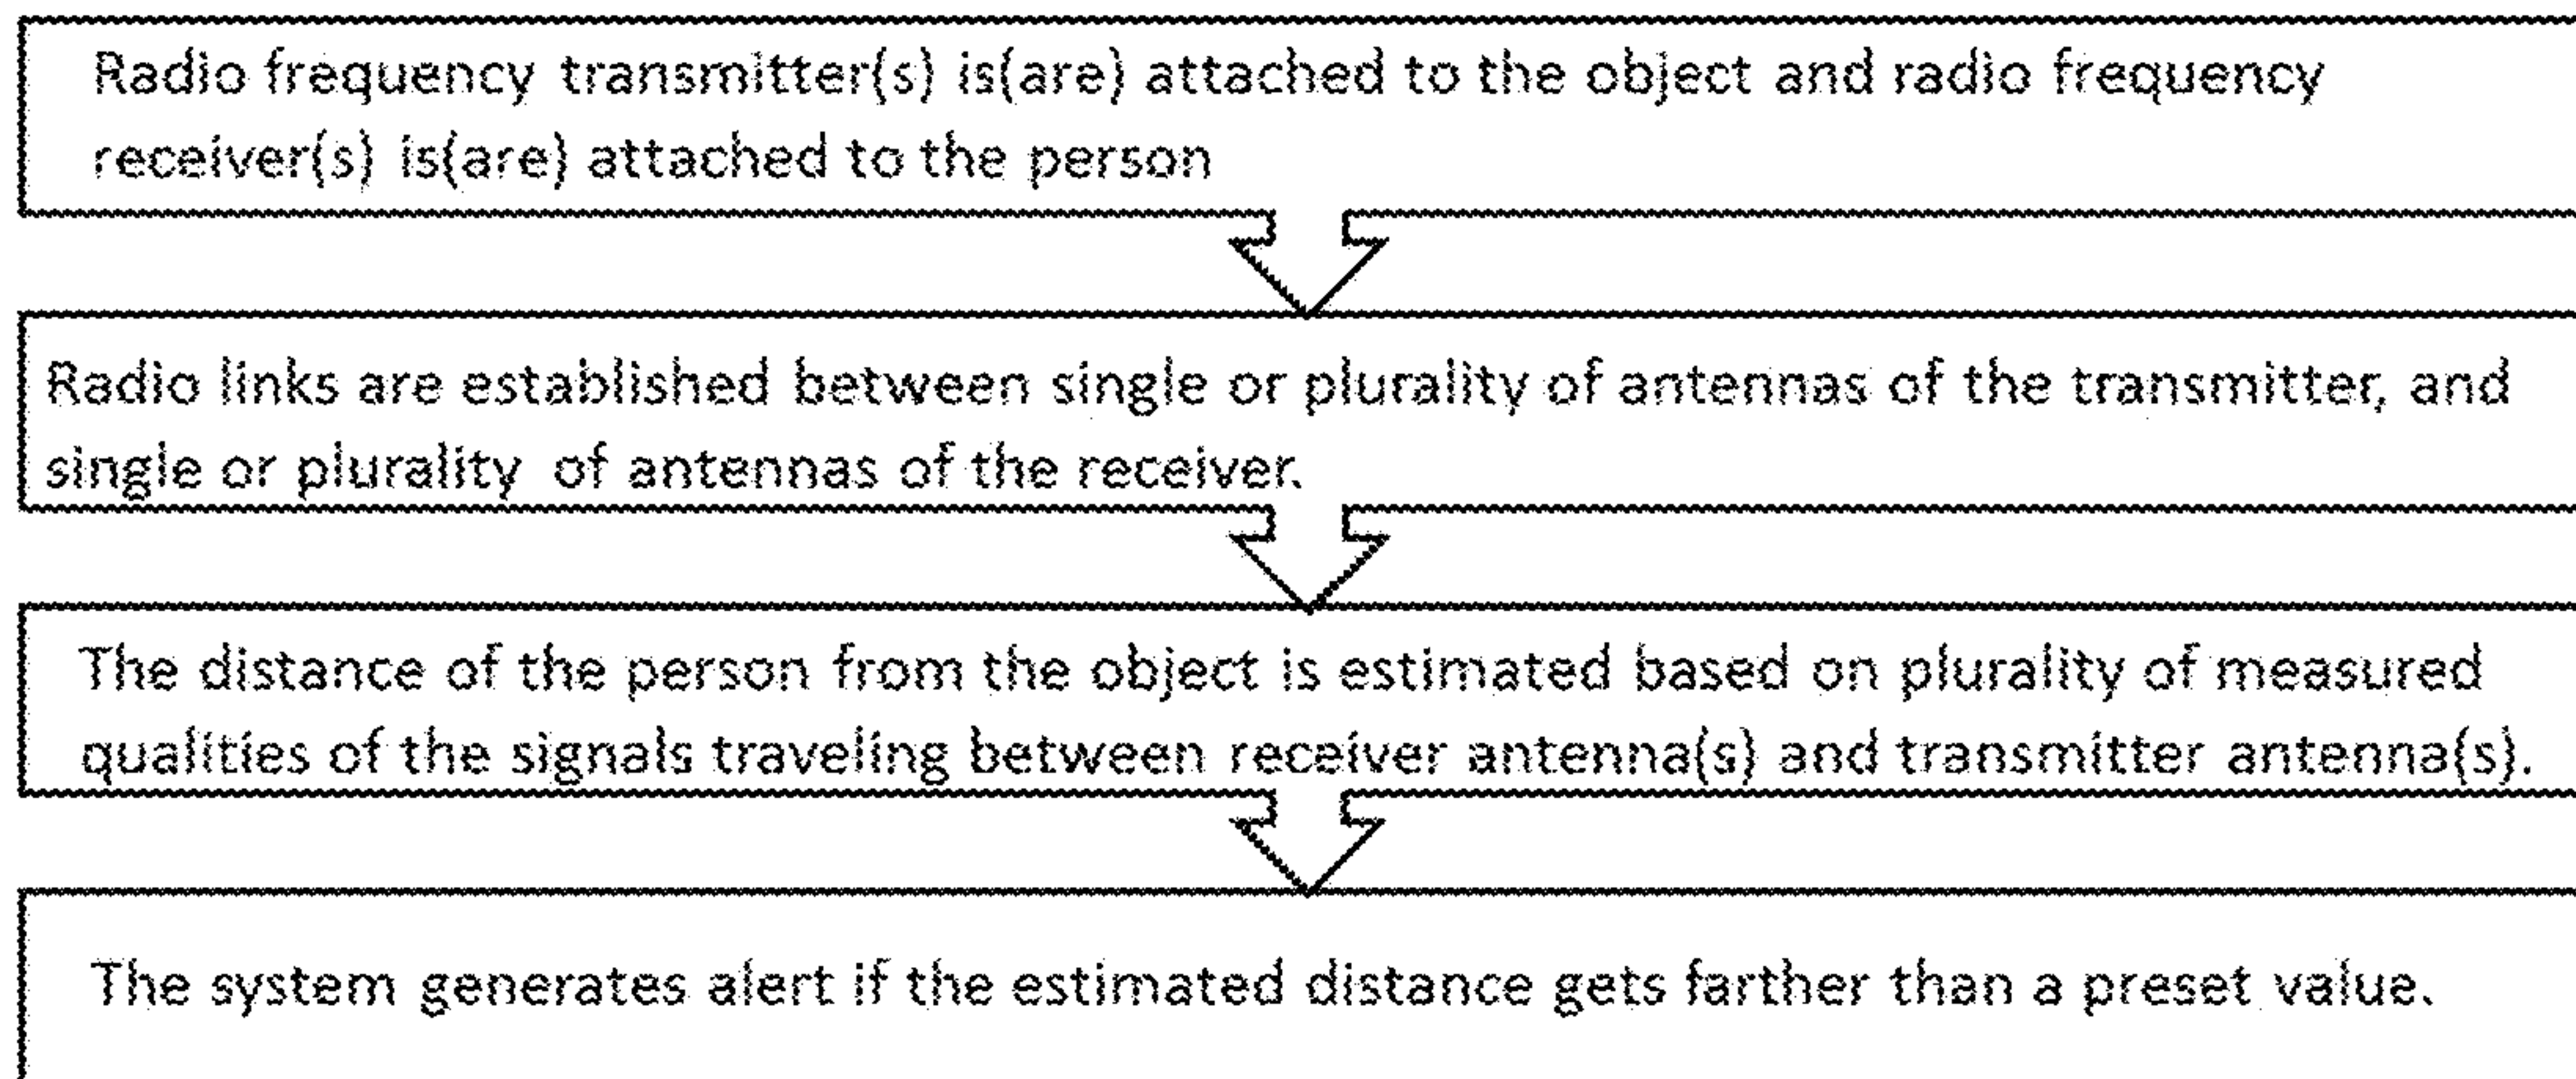 Radio frequency transmitter(s) is(are) attached to the object and radio frequency
receiver(s) is(are) attached to the person
Radio links are established between single or plurality of antennas of the transmitter, and
single or plurality of antennas of the receiver.
The distance of the person from the object is estimated based on plurality of measured
qualities of the signals traveling between receiver antenna(s) and transmitter antenna(s).
The system generates alert if the estimated distance gets farther than a preset value.